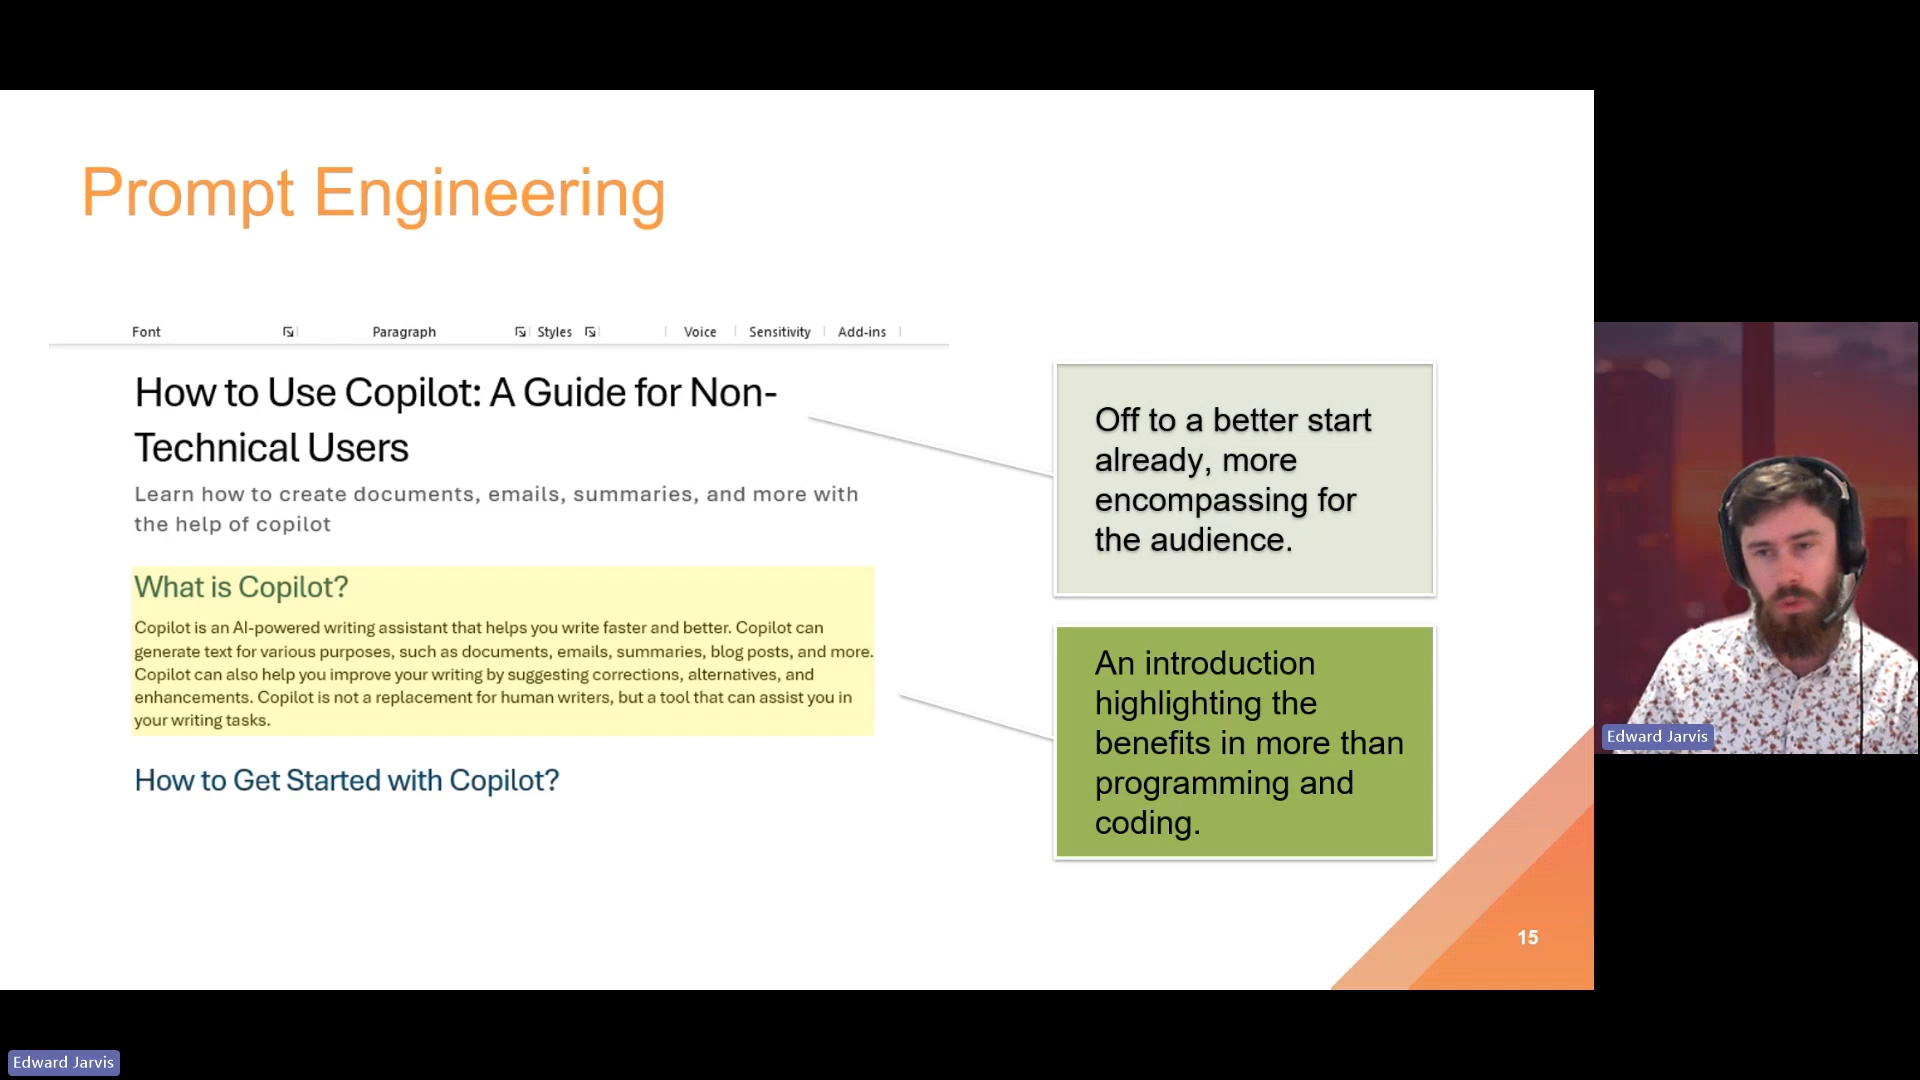 Prompt Engineering
Font Paragraph Styles Voice Sensitivity Add-ins
How to Use Copilot: A Guide for Non-
Technical Users
Learn how to create documents, emails, summaries, and more with
the help of copilot
What is Copilot?
Copilot is an AI-powered writing assistant that helps you write faster and better. Copilot can
generate text for various purposes, such as documents, emails, summaries, blog posts, and more.
Copilot can also help you improve your writing by suggesting corrections, alternatives, and
enhancements. Copilot is not a replacement for human writers, but a tool that can assist you in
your writing tasks.
How to Get Started with Copilot?
Off to a better start
already, more
encompassing for
the audience.
An introduction
highlighting the
benefits in more than
programming and
coding.
15
Edward Jarvis
Edward Jarvis